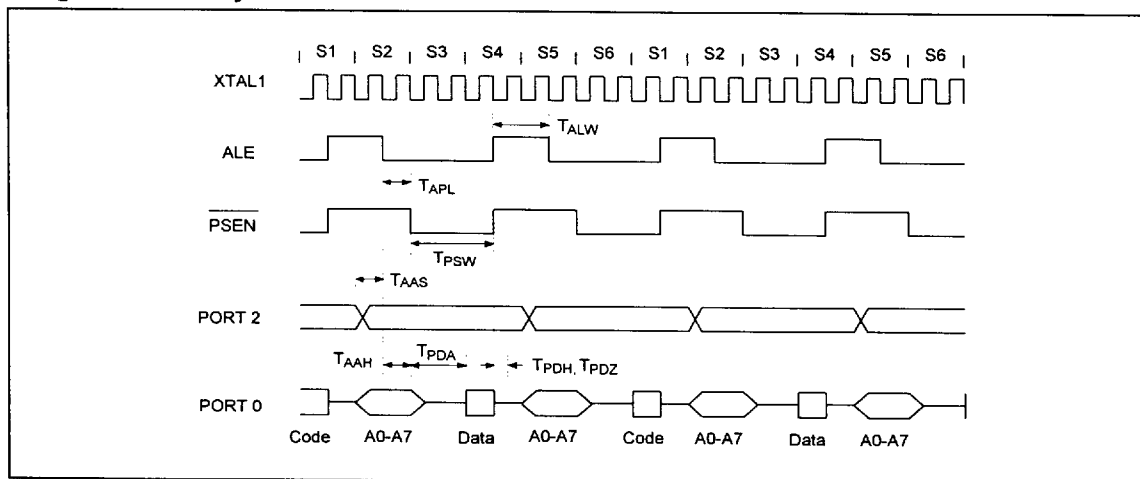 S1 S2 S3 S4 S5 S6 S1 S2 S3 S4 S5 S6
XTAL1
TALW
ALE
TAPL
PSEN
TPSW
TAAS
PORT 2
TAAH TPDA TPDH, TPDZ
PORT 0
Code A0-A7 Data A0-A7 Code A0-A7 Data A0-A7